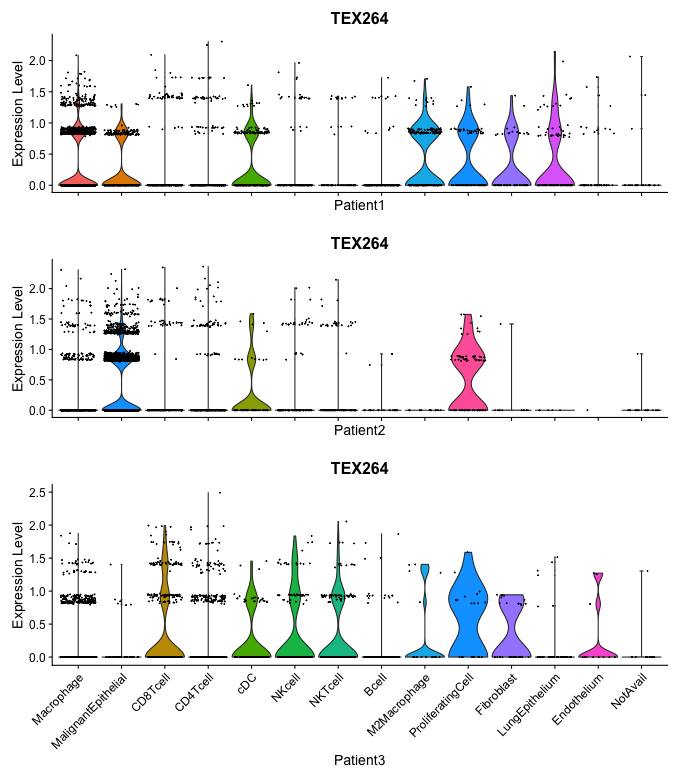 TEX264
Expression Level
2.0
1.5
1.0
0.5
0.0
Patient1
TEX264
Expression Level
2.0
1.5
1.0
0.5
0.0
Patient2
TEX264
Expression Level
2.5
2.0
1.5
1.0
0.5
0.0
Macrophage
MalignantEpithelial
CD8Tcell
CD4Tcell
cDC
NKcell
NKTcell
Bcell
M2Macrophage
ProliferatingCell
Fibroblast
LungEpithelium
Endothelium
NotAvail
Patient3